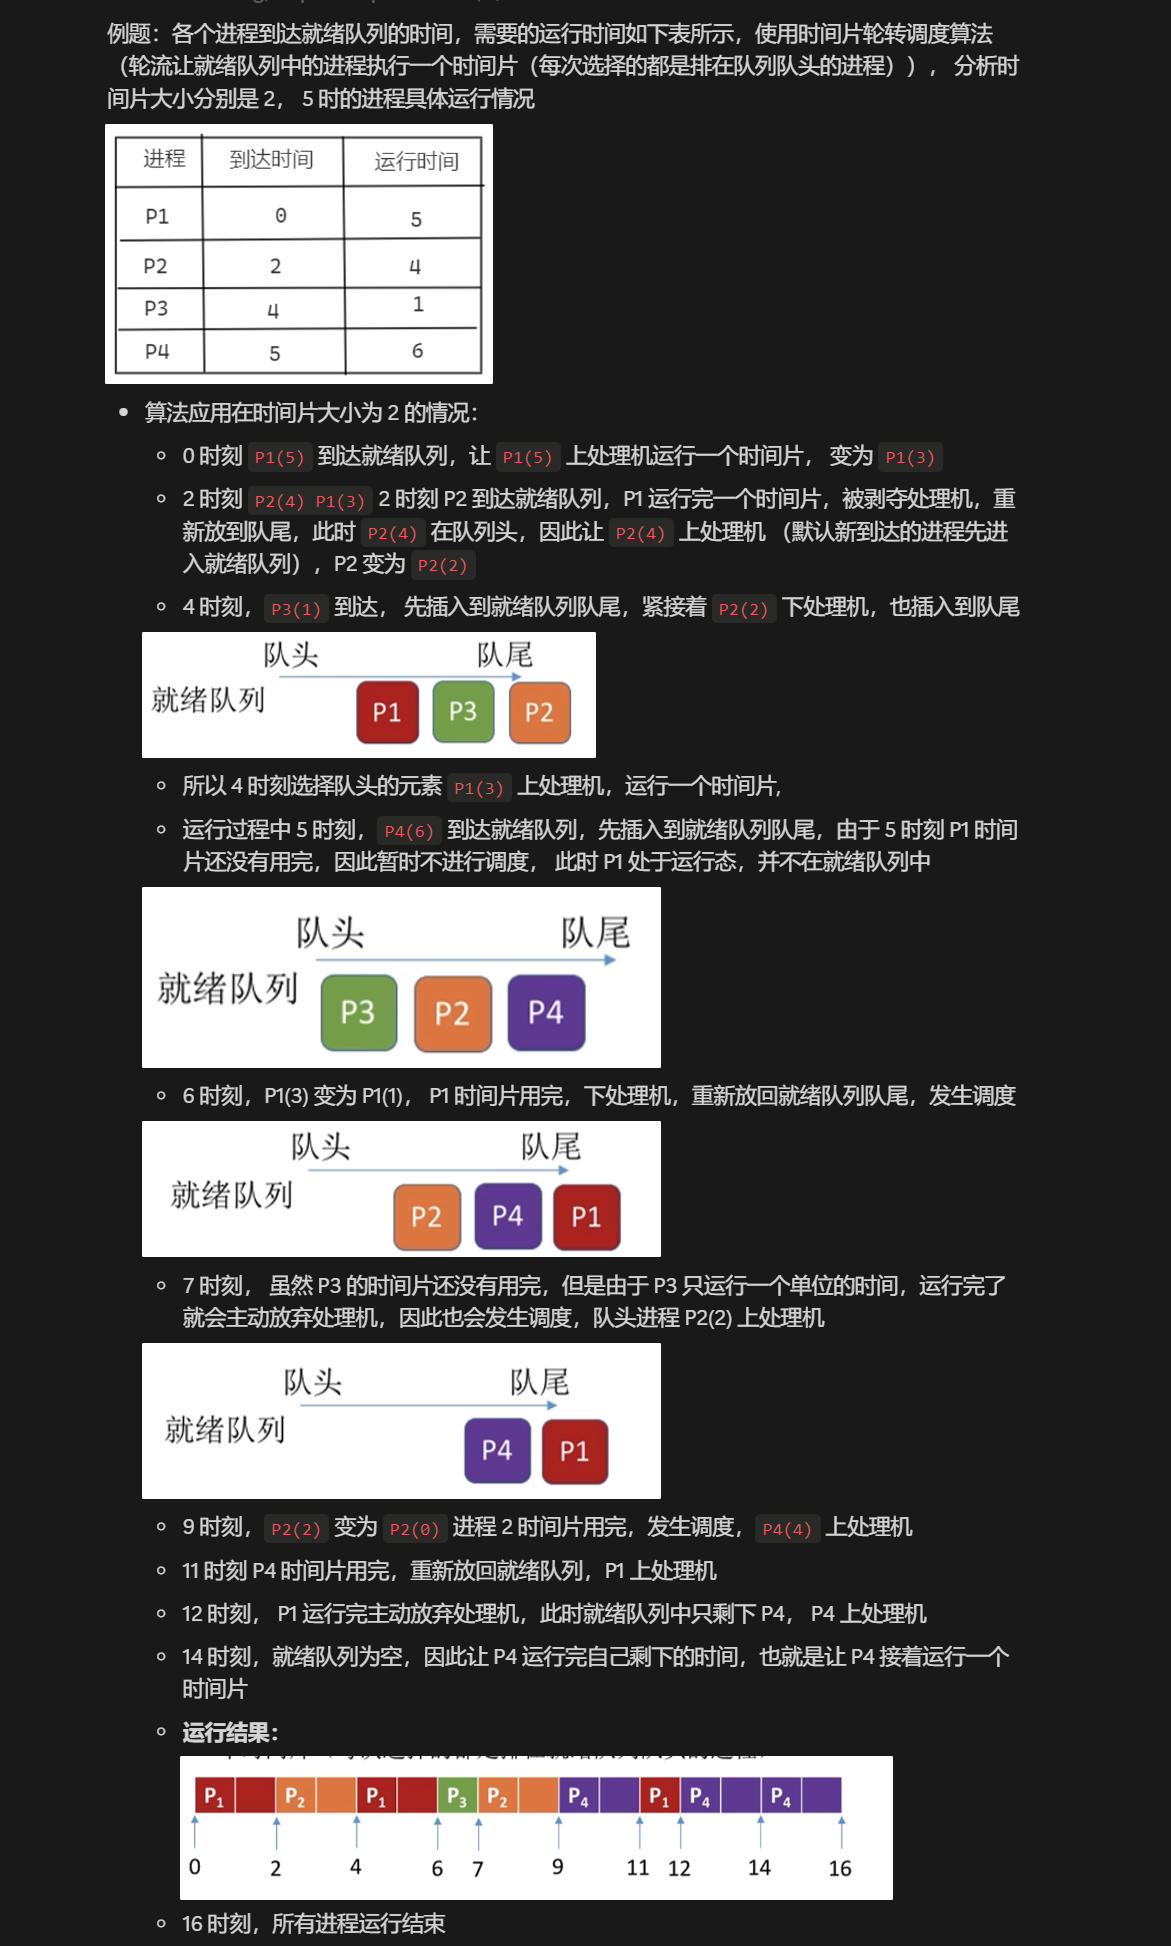 例题：各个进程到达就绪队列的时间，需要的运行时间如下表所示，使用时间片轮转调度算法
（轮流让就绪队列中的进程执行一个时间片（每次选择的都是排在队列队头的进程）），分析时
间片大小分别是 2， 5 时的进程具体运行情况
进程 到达时间 运行时间
P1 0 5
P2 2 4
P3 4 1
P4 5 6
算法应用在时间片大小为 2 的情况：
0 时刻 P1(5) 到达就绪队列，让 P1(5) 上处理机运行一个时间片， 变为 P1(3)
2 时刻 P2(4) P1(3) 2 时刻 P2 到达就绪队列，P1 运行完一个时间片，被剥夺处理机，重
新放到队尾，此时 P2(4) 在队列头，因此让 P2(4) 上处理机 （默认新到达的进程先进
入就绪队列），P2 变为 P2(2)
4 时刻， P3(1) 到达， 先插入到就绪队列队尾，紧接着 P2(2) 下处理机，也插入到队尾
队头 队尾
就绪队列
P1 P3 P2
所以 4 时刻选择队头的元素 P1(3) 上处理机，运行一个时间片,
运行过程中 5 时刻， P4(6) 到达就绪队列，先插入到就绪队列队尾，由于 5 时刻 P1 时间
片还没有用完，因此暂时不进行调度， 此时 P1 处于运行态，并不在就绪队列中
队头 队尾
就绪队列
P3 P2 P4
6 时刻，P1(3) 变为 P1(1)， P1 时间片用完，下处理机，重新放回就绪队列队尾，发生调度
队头 队尾
就绪队列
P2 P4 P1
7 时刻， 虽然 P3 的时间片还没有用完，但是由于 P3 只运行一个单位的时间，运行完了
就会主动放弃处理机，因此也会发生调度，队头进程 P2(2) 上处理机
队头 队尾
就绪队列
P4 P1
9 时刻， P2(2) 变为 P2(0) 进程 2 时间片用完，发生调度， P4(4) 上处理机
11 时刻 P4 时间片用完，重新放回就绪队列，P1 上处理机
12 时刻， P1 运行完主动放弃处理机，此时就绪队列中只剩下 P4， P4 上处理机
14 时刻，就绪队列为空，因此让 P4 运行完自己剩下的时间，也就是让 P4 接着运行一个
时间片
运行结果：
P1 P2 P1 P3 P2 P4 P1 P4 P4
0 2 4 6 7 9 11 12 14 16
16 时刻，所有进程运行结束